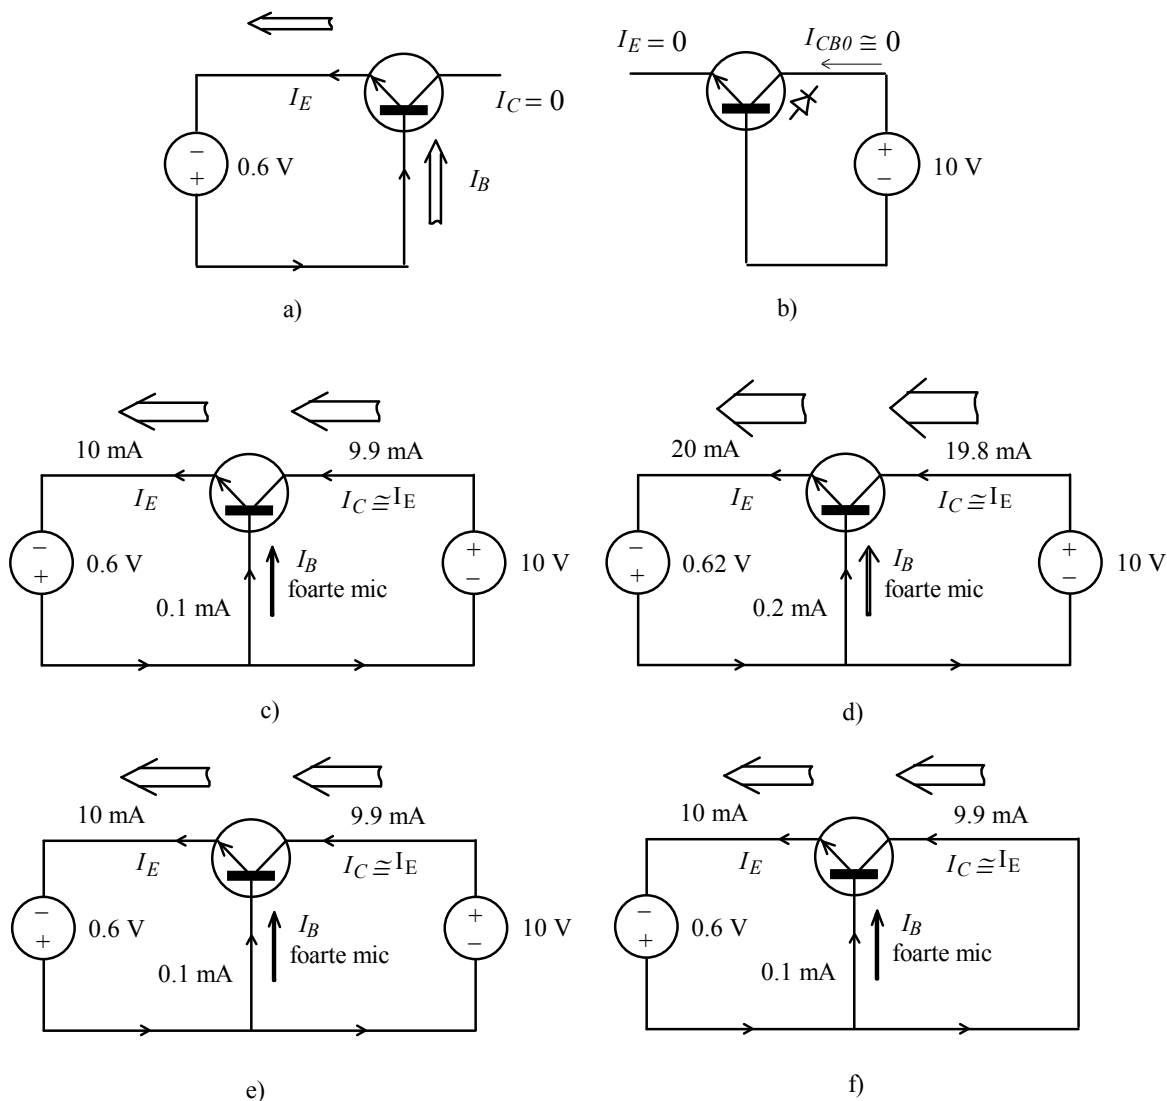 I_E = 0
I_CB0 ≅ 0
I_E
I_C = 0
− + 0.6 V
I_B
+ − 10 V
a)
b)
10 mA
9.9 mA
I_E
I_C ≅ I_E
− + 0.6 V
I_B
foarte mic
0.1 mA
+ − 10 V
c)
20 mA
19.8 mA
I_E
I_C ≅ I_E
− + 0.62 V
I_B
foarte mic
0.2 mA
+ − 10 V
d)
10 mA
9.9 mA
I_E
I_C ≅ I_E
− + 0.6 V
I_B
foarte mic
0.1 mA
+ − 10 V
e)
10 mA
9.9 mA
I_E
I_C ≅ I_E
− + 0.6 V
I_B
foarte mic
0.1 mA
f)